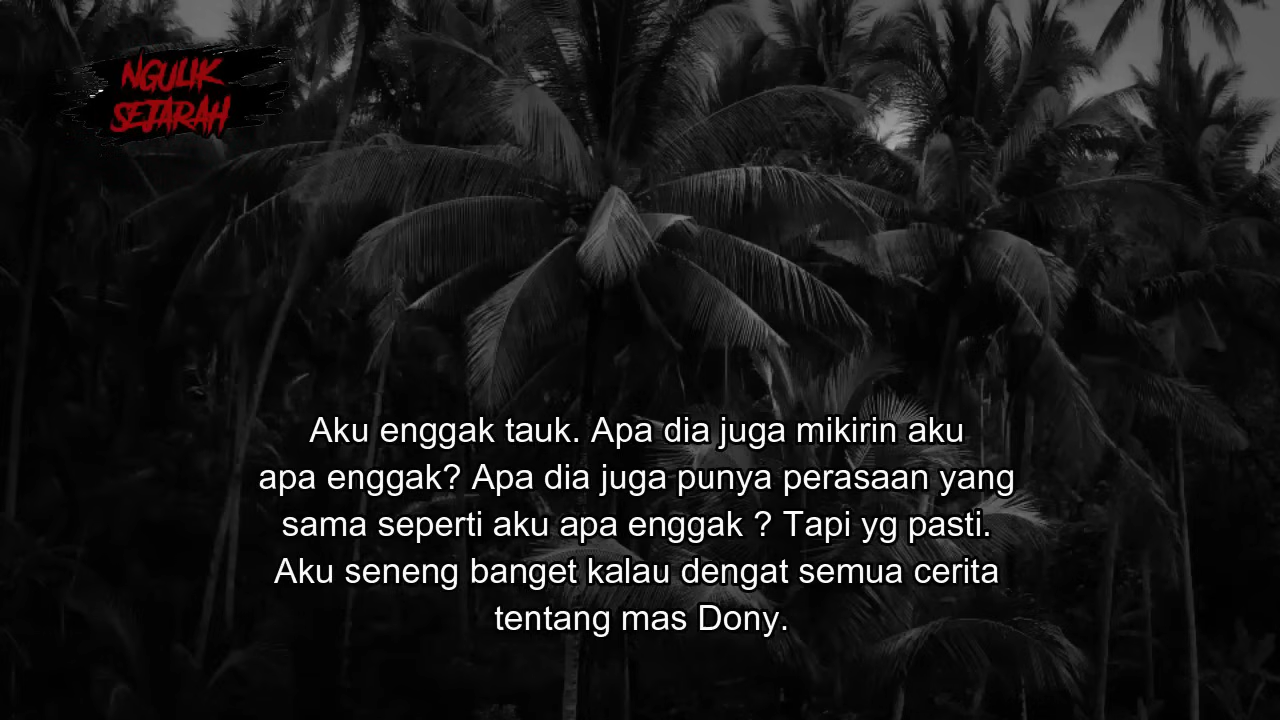 NGULIK
SEJARAH
Aku enggak tauk. Apa dia juga mikirin aku
apa enggak? Apa dia juga punya perasaan yang
sama seperti aku apa enggak ? Tapi yg pasti.
Aku seneng banget kalau dengat semua cerita
tentang mas Dony.